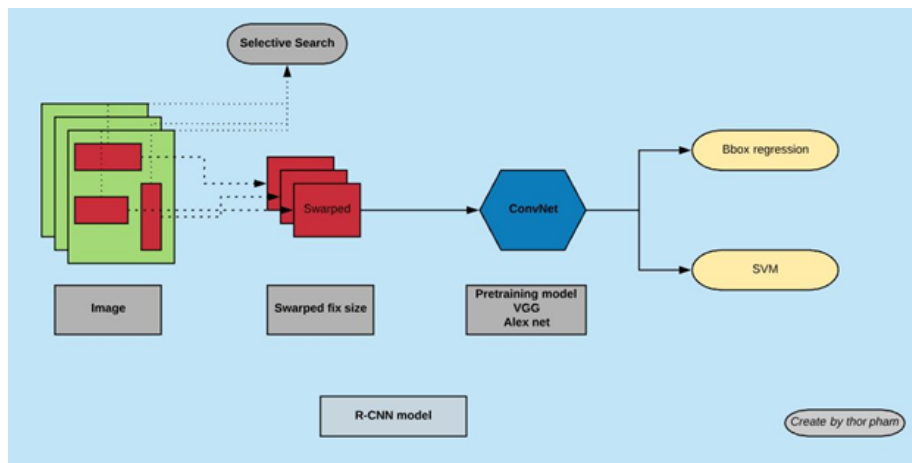 Selective Search
Swarped
ConvNet
Bbox regression
SVM
Image
Swarped fix size
Pretraining model
VGG
Alex net
R-CNN model
Create by thor pham